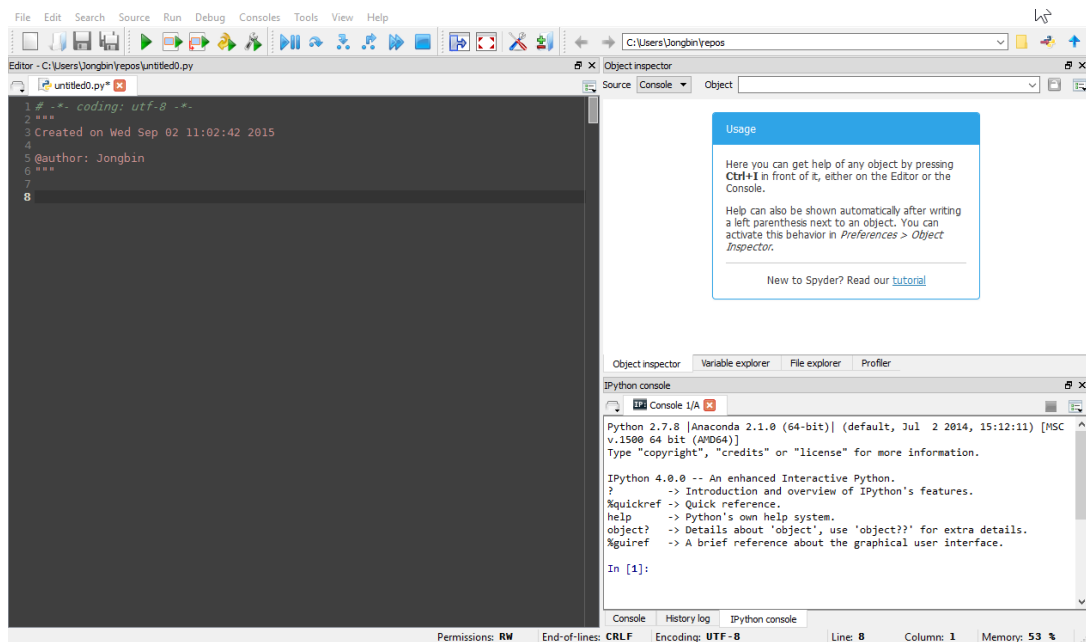 File Edit Search Source Run Debug Consoles Tools View Help
C:\Users\Jongbin\repos
Editor - C:\Users\Jongbin\repos\untitled0.py
untitled0.py*
1 # -*- coding: utf-8 -*-
2 """
3 Created on Wed Sep 02 11:02:42 2015
4
5 @author: Jongbin
6 """
7
8
Object inspector
Source Console Object
Usage
Here you can get help of any object by pressing
Ctrl+I in front of it, either on the Editor or the
Console.
Help can also be shown automatically after writing
a left parenthesis next to an object. You can
activate this behavior in Preferences > Object
Inspector.
New to Spyder? Read our tutorial
Object inspector Variable explorer File explorer Profiler
IPython console
IP: Console 1/A
Python 2.7.8 |Anaconda 2.1.0 (64-bit)| (default, Jul  2 2014, 15:12:11) [MSC
v.1500 64 bit (AMD64)]
Type "copyright", "credits" or "license" for more information.
IPython 4.0.0 -- An enhanced Interactive Python.
?         -> Introduction and overview of IPython's features.
%quickref -> Quick reference.
help      -> Python's own help system.
object?   -> Details about 'object', use 'object??' for extra details.
%guiref   -> A brief reference about the graphical user interface.
In [1]:
Console History log IPython console
Permissions: RW End-of-lines: CRLF Encoding: UTF-8 Line: 8 Column: 1 Memory: 53 %